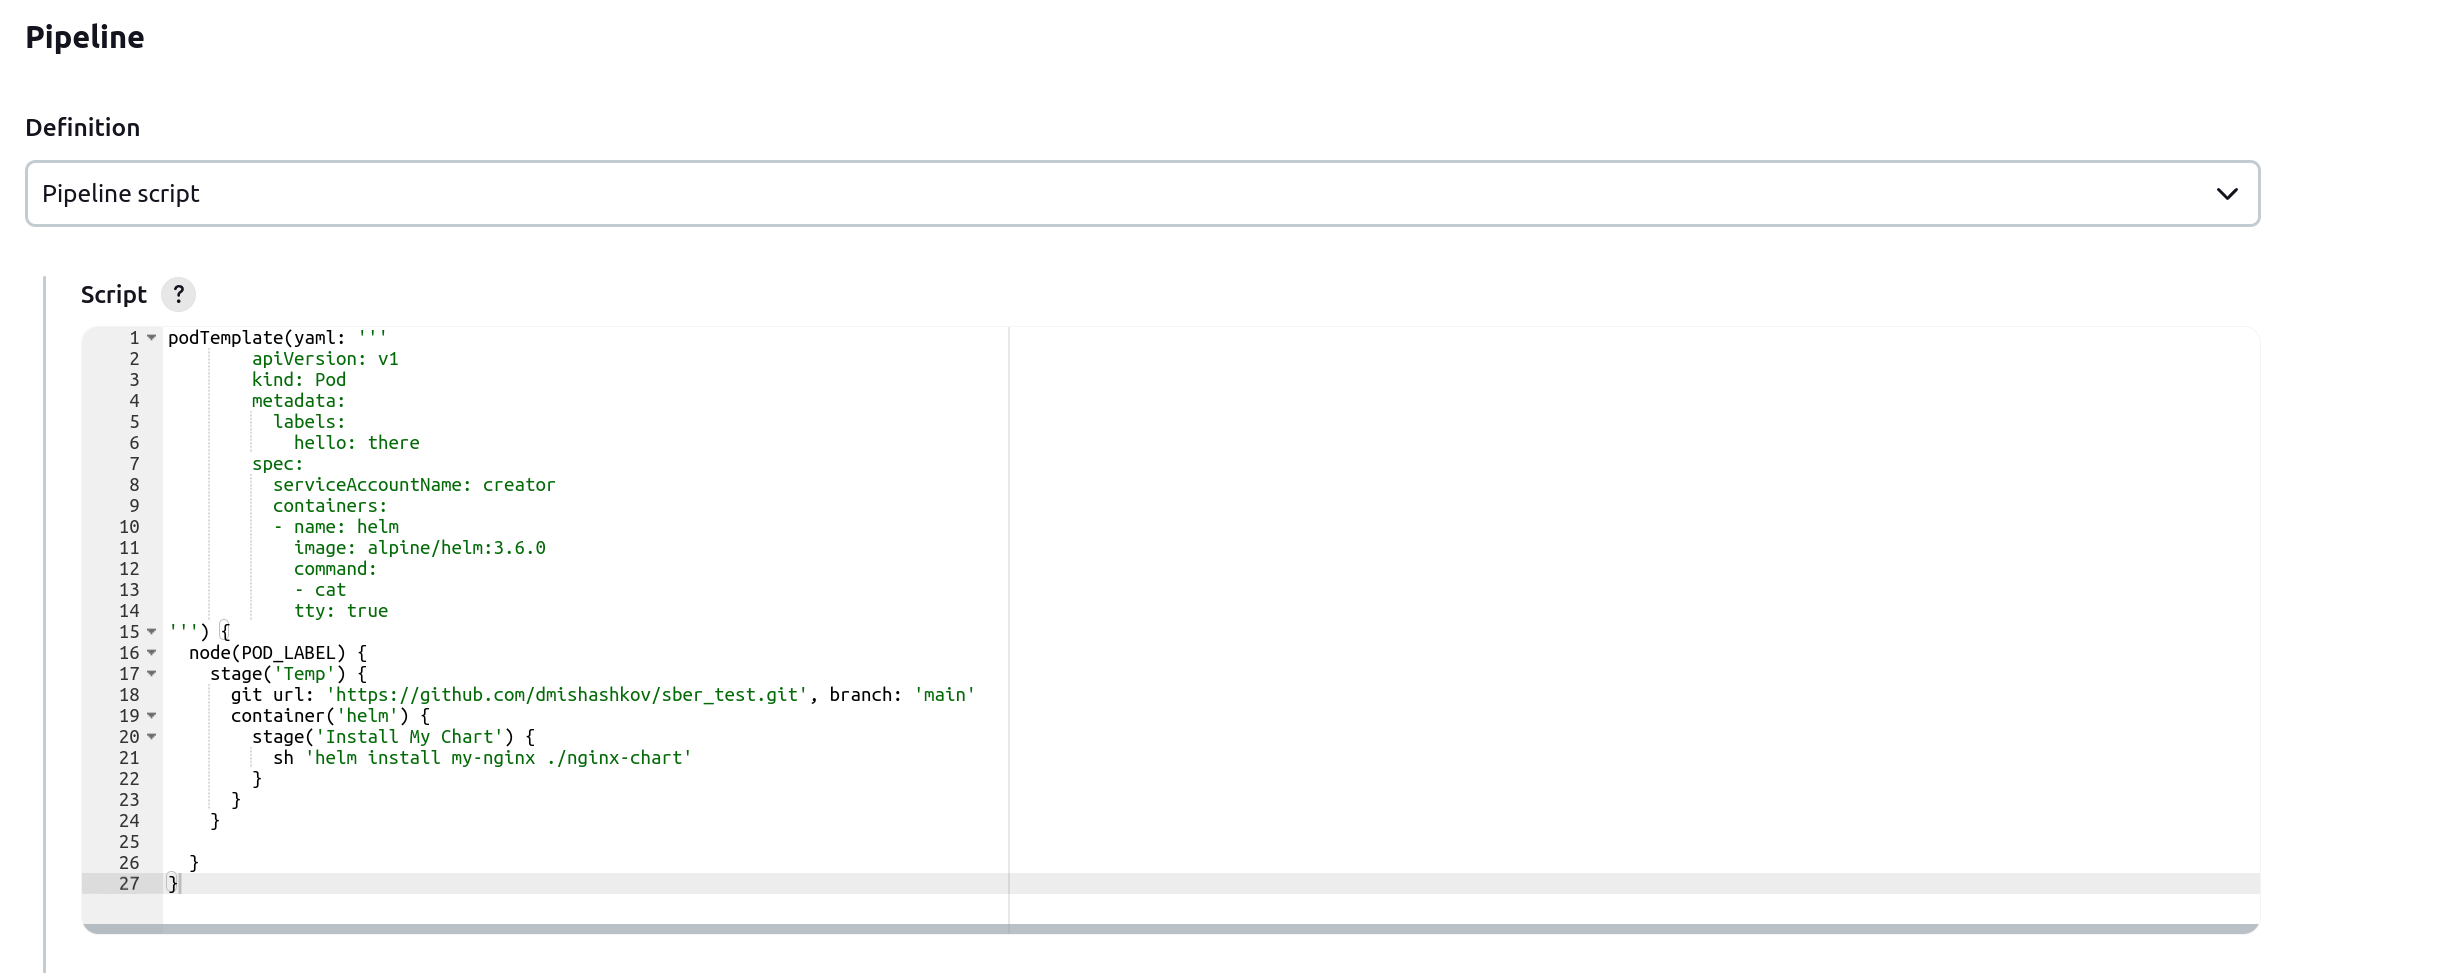 Pipeline
Definition
Pipeline script
Script ?
1 podTemplate(yaml: '''
2         apiVersion: v1
3         kind: Pod
4         metadata:
5           labels:
6             hello: there
7         spec:
8           serviceAccountName: creator
9           containers:
10           - name: helm
11             image: alpine/helm:3.6.0
12             command:
13             - cat
14             tty: true
15 ''') {
16   node(POD_LABEL) {
17     stage('Temp') {
18       git url: 'https://github.com/dmishashkov/sber_test.git', branch: 'main'
19       container('helm') {
20         stage('Install My Chart') {
21           sh 'helm install my-nginx ./nginx-chart'
22         }
23       }
24     }
25
26   }
27 }